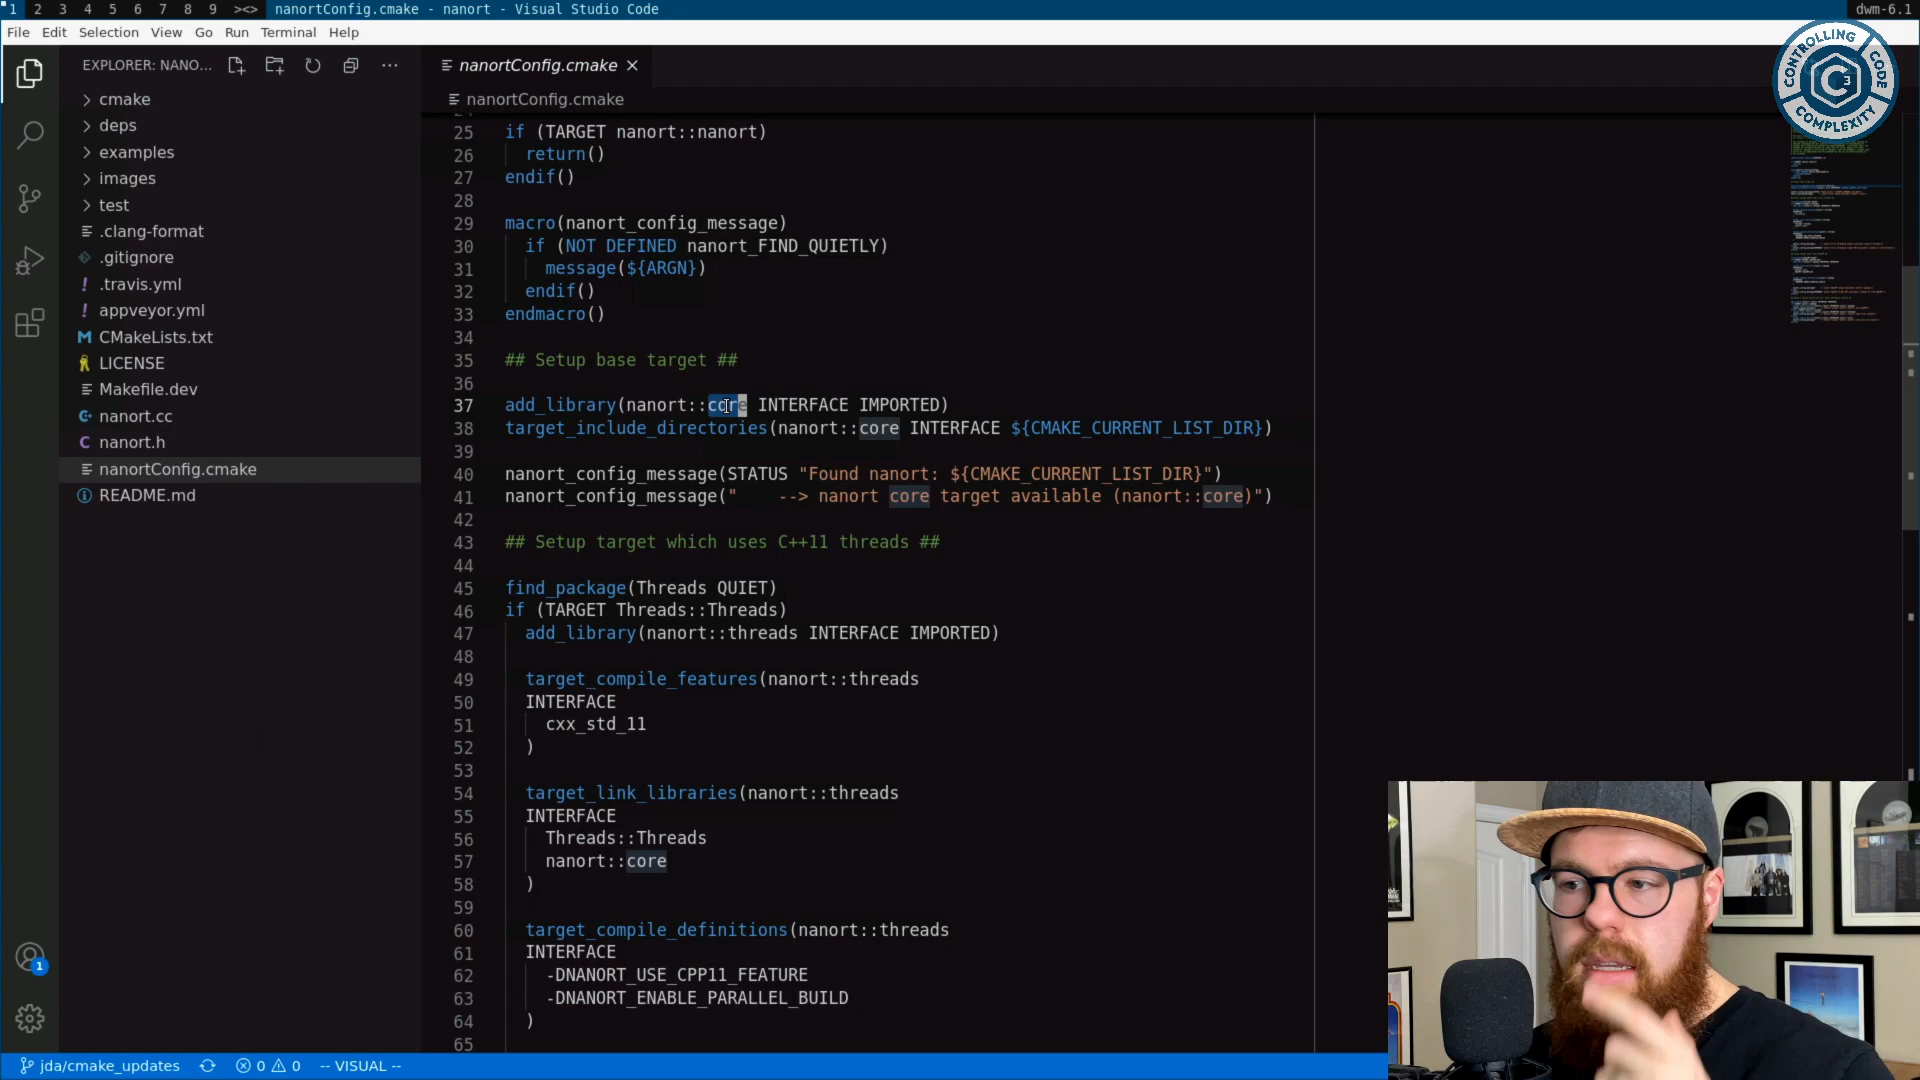 1 2 3 4 5 6 7 8 9 ><> nanortConfig.cmake - nanort - Visual Studio Code dwm-6.1
File Edit Selection View Go Run Terminal Help
CONTROLLING CODE COMPLEXITY
C3
EXPLORER: NANO... ...
cmake
deps
examples
images
test
.clang-format
.gitignore
.travis.yml
appveyor.yml
CMakeLists.txt
LICENSE
Makefile.dev
nanort.cc
nanort.h
nanortConfig.cmake
README.md
nanortConfig.cmake
nanortConfig.cmake
25 if (TARGET nanort::nanort)
26 return()
27 endif()
28
29 macro(nanort_config_message)
30 if (NOT DEFINED nanort_FIND_QUIETLY)
31 message(${ARGN})
32 endif()
33 endmacro()
34
35 ## Setup base target ##
36
37 add_library(nanort::core INTERFACE IMPORTED)
38 target_include_directories(nanort::core INTERFACE ${CMAKE_CURRENT_LIST_DIR})
39
40 nanort_config_message(STATUS "Found nanort: ${CMAKE_CURRENT_LIST_DIR}")
41 nanort_config_message("    --> nanort core target available (nanort::core)")
42
43 ## Setup target which uses C++11 threads ##
44
45 find_package(Threads QUIET)
46 if (TARGET Threads::Threads)
47 add_library(nanort::threads INTERFACE IMPORTED)
48
49 target_compile_features(nanort::threads
50 INTERFACE
51 cxx_std_11
52 )
53
54 target_link_libraries(nanort::threads
55 INTERFACE
56 Threads::Threads
57 nanort::core
58 )
59
60 target_compile_definitions(nanort::threads
61 INTERFACE
62 -DNANORT_USE_CPP11_FEATURE
63 -DNANORT_ENABLE_PARALLEL_BUILD
64 )
65
1
jda/cmake_updates 0 0 -- VISUAL --